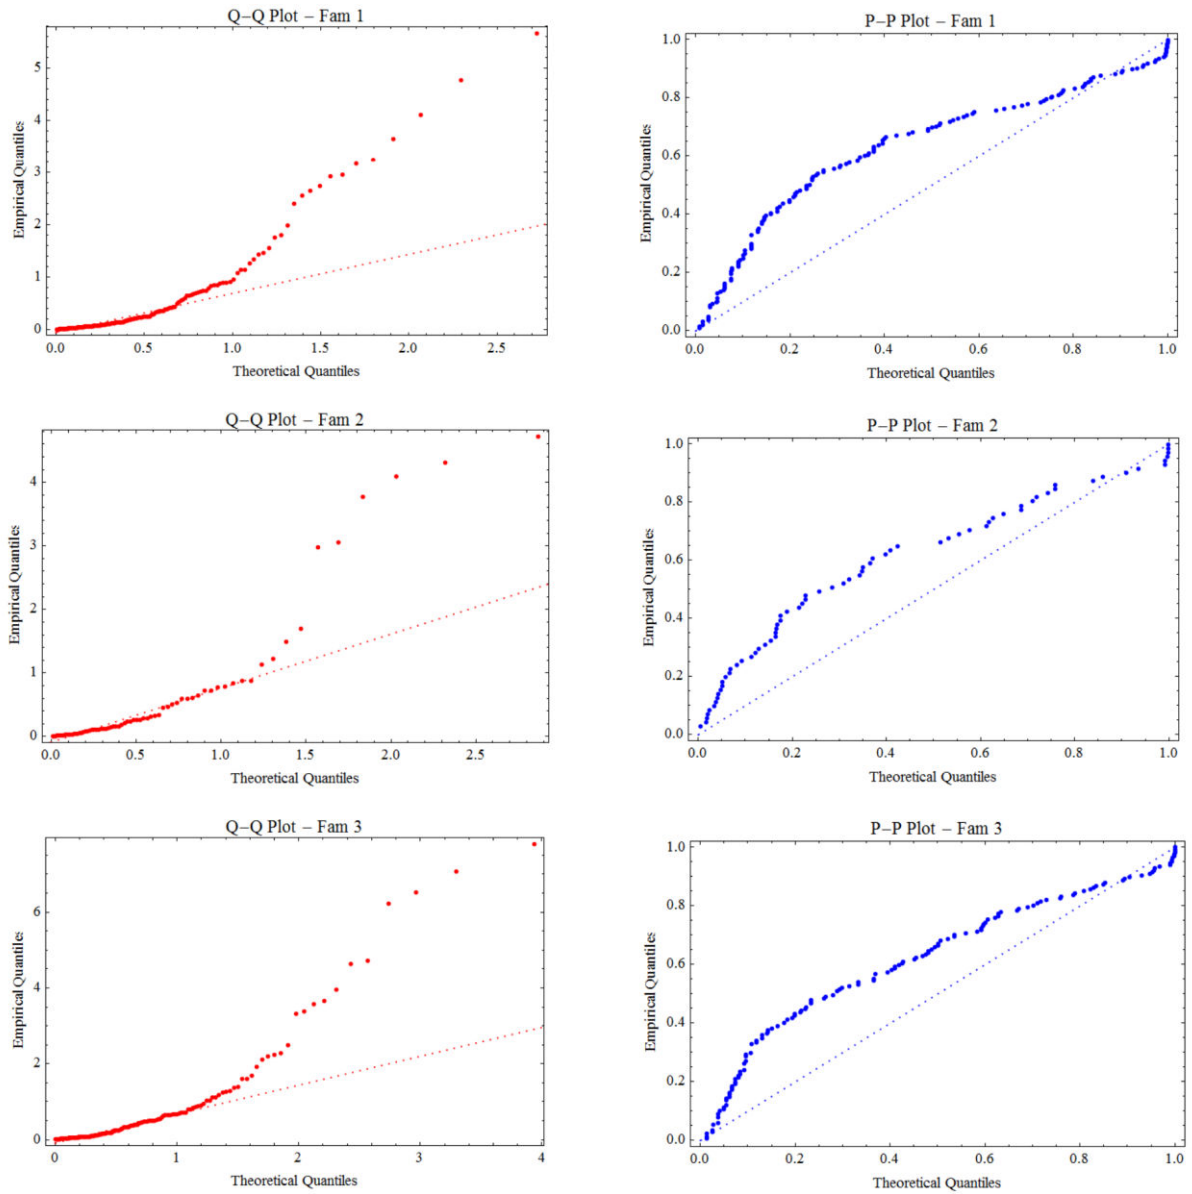 Q–Q Plot – Fam 1
Empirical Quantiles
5
4
3
2
1
0
0.0 0.5 1.0 1.5 2.0 2.5
Theoretical Quantiles
P–P Plot – Fam 1
Empirical Quantiles
1.0
0.8
0.6
0.4
0.2
0.0
0.0 0.2 0.4 0.6 0.8 1.0
Theoretical Quantiles
Q–Q Plot – Fam 2
Empirical Quantiles
4
3
2
1
0
0.0 0.5 1.0 1.5 2.0 2.5
Theoretical Quantiles
P–P Plot – Fam 2
Empirical Quantiles
1.0
0.8
0.6
0.4
0.2
0.0
0.0 0.2 0.4 0.6 0.8 1.0
Theoretical Quantiles
Q–Q Plot – Fam 3
Empirical Quantiles
6
4
2
0
0 1 2 3 4
Theoretical Quantiles
P–P Plot – Fam 3
Empirical Quantiles
1.0
0.8
0.6
0.4
0.2
0.0
0.0 0.2 0.4 0.6 0.8 1.0
Theoretical Quantiles